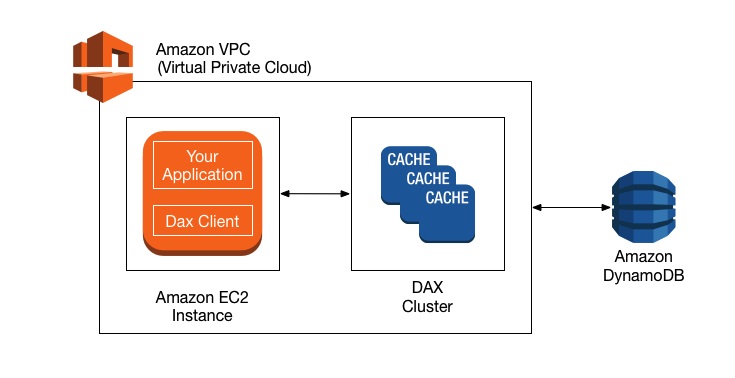 Amazon VPC
(Virtual Private Cloud)
Your
Application
Dax Client
CACHE
CACHE
CACHE
Amazon EC2
Instance
DAX
Cluster
Amazon
DynamoDB